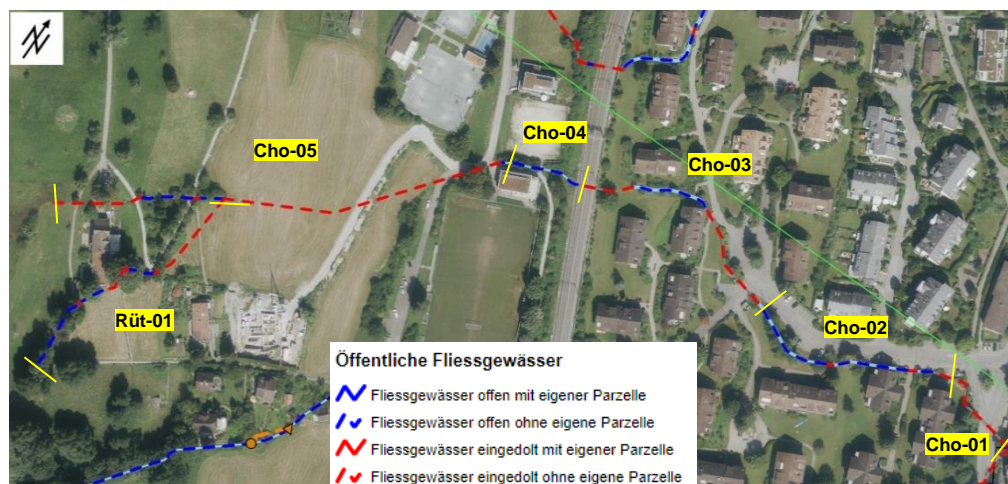 Cho-05
Cho-04
Cho-03
Rüt-01
Cho-02
Cho-01
Öffentliche Fliessgewässer
Fliessgewässer offen mit eigener Parzelle
Fliessgewässer offen ohne eigene Parzelle
Fliessgewässer eingedolt mit eigener Parzelle
Fliessgewässer eingedolt ohne eigene Parzelle